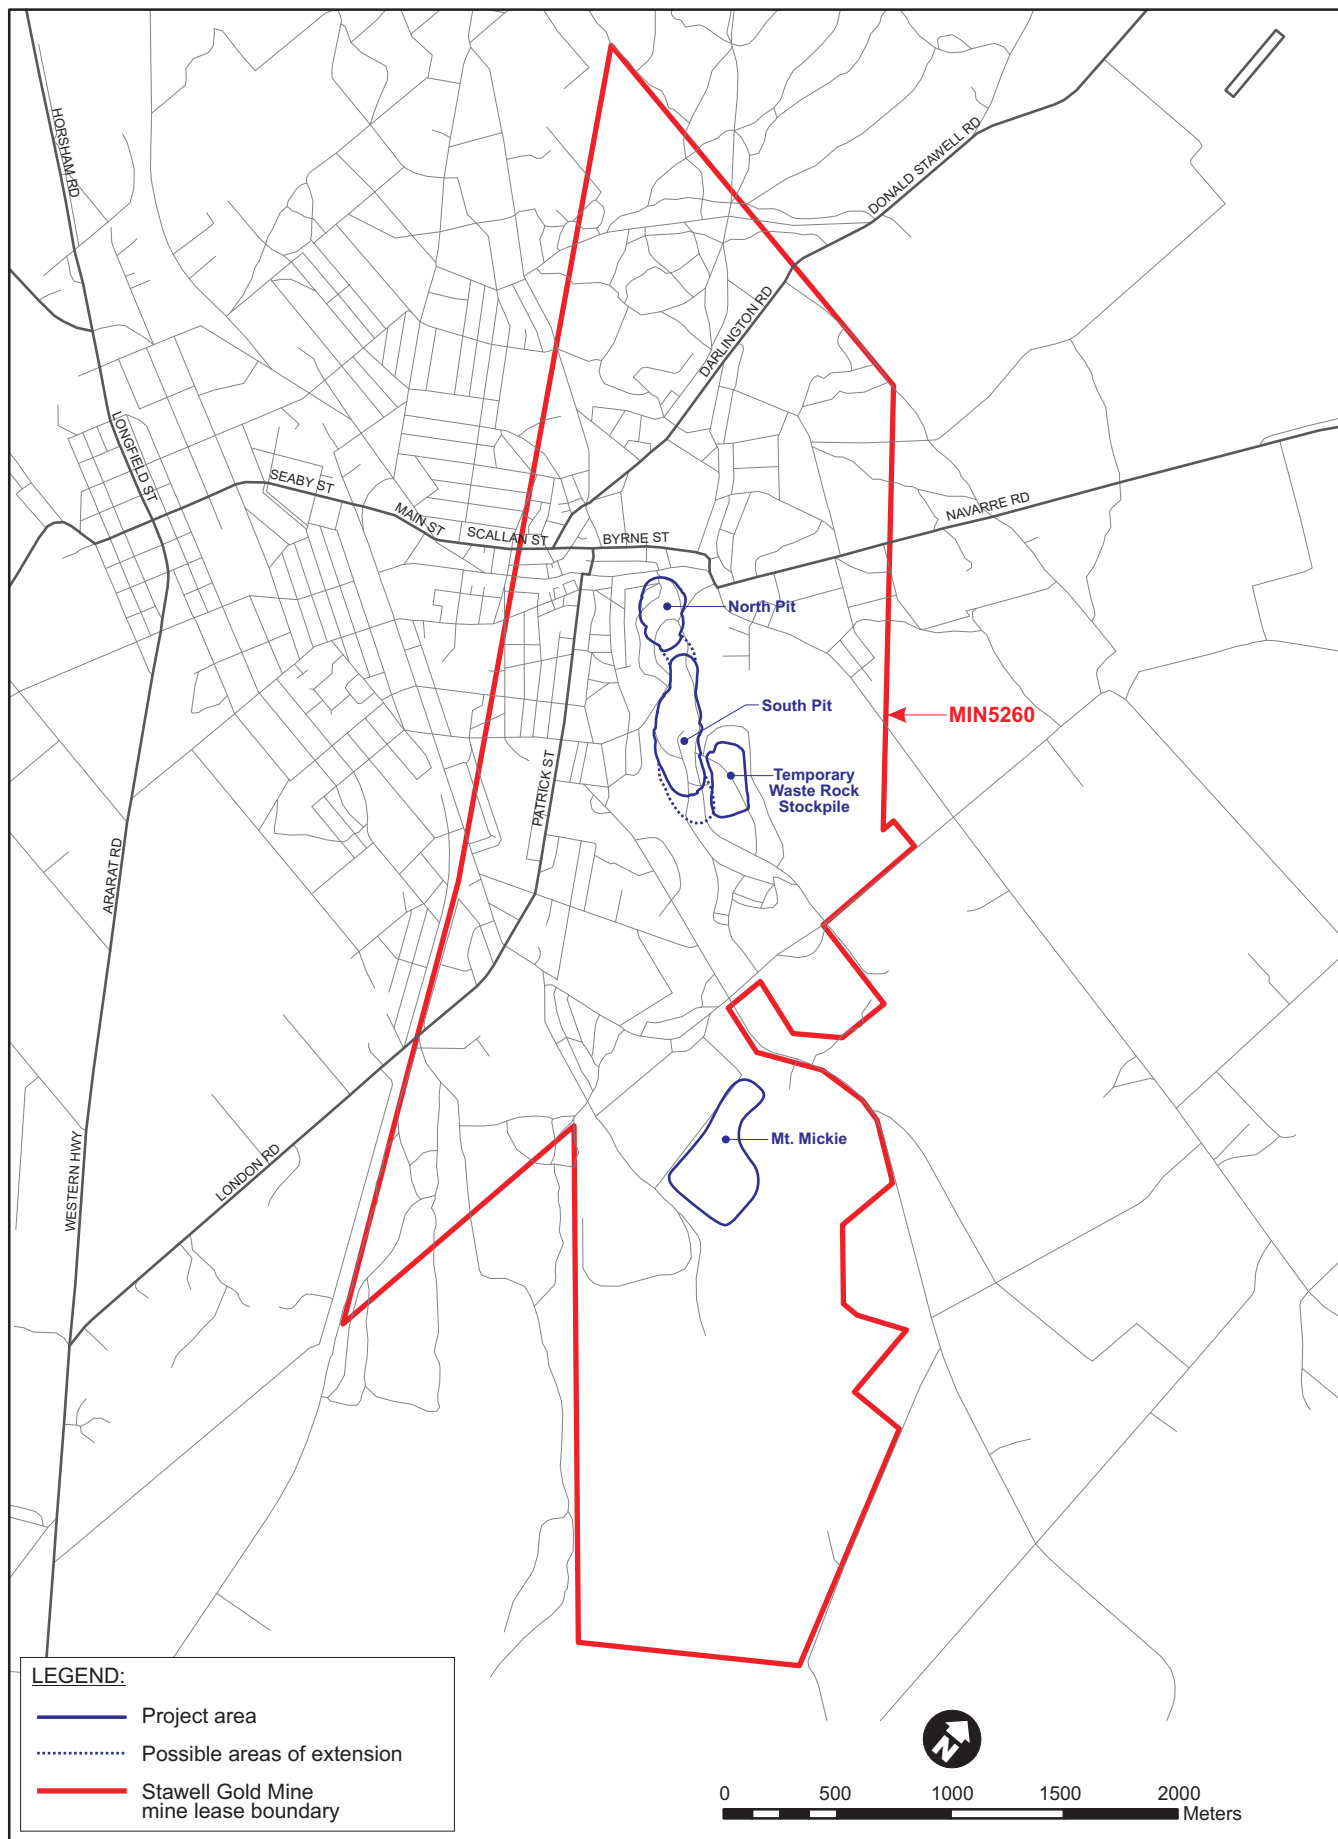 HORSHAM RD
DONALD STAWELL RD
DARLINGTON RD
LONGFIELD ST
SEABY ST
MAIN ST
SCALLAN ST
BYRNE ST
NAVARRE RD
North Pit
South Pit
MIN5260
Temporary
Waste Rock
Stockpile
PATRICK ST
ARARAT RD
Mt. Mickie
WESTERN HWY
LONDON RD
LEGEND:
Project area
Possible areas of extension
Stawell Gold Mine
mine lease boundary
N
0 500 1000 1500 2000
Meters